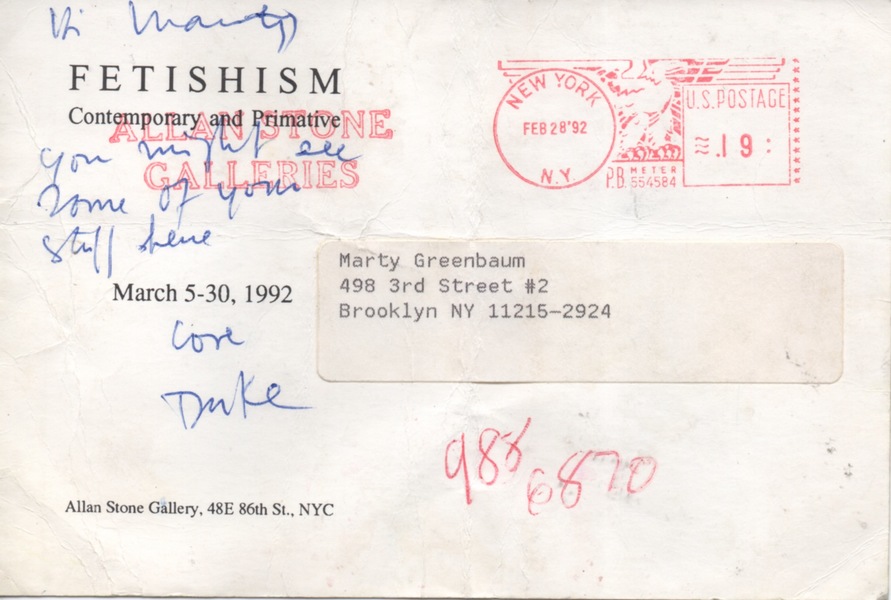 Hi Marty
FETISHISM
Contemporary and Primative
ALLAN STONE
GALLERIES
you might see
some of your
stuff here
March 5-30, 1992
Love
Duke
Allan Stone Gallery, 48E 86th St., NYC
NEW YORK
FEB 28 '92
N.Y.
P.B. METER
554584
U.S. POSTAGE
.19
Marty Greenbaum
498 3rd Street #2
Brooklyn NY 11215-2924
988
6870